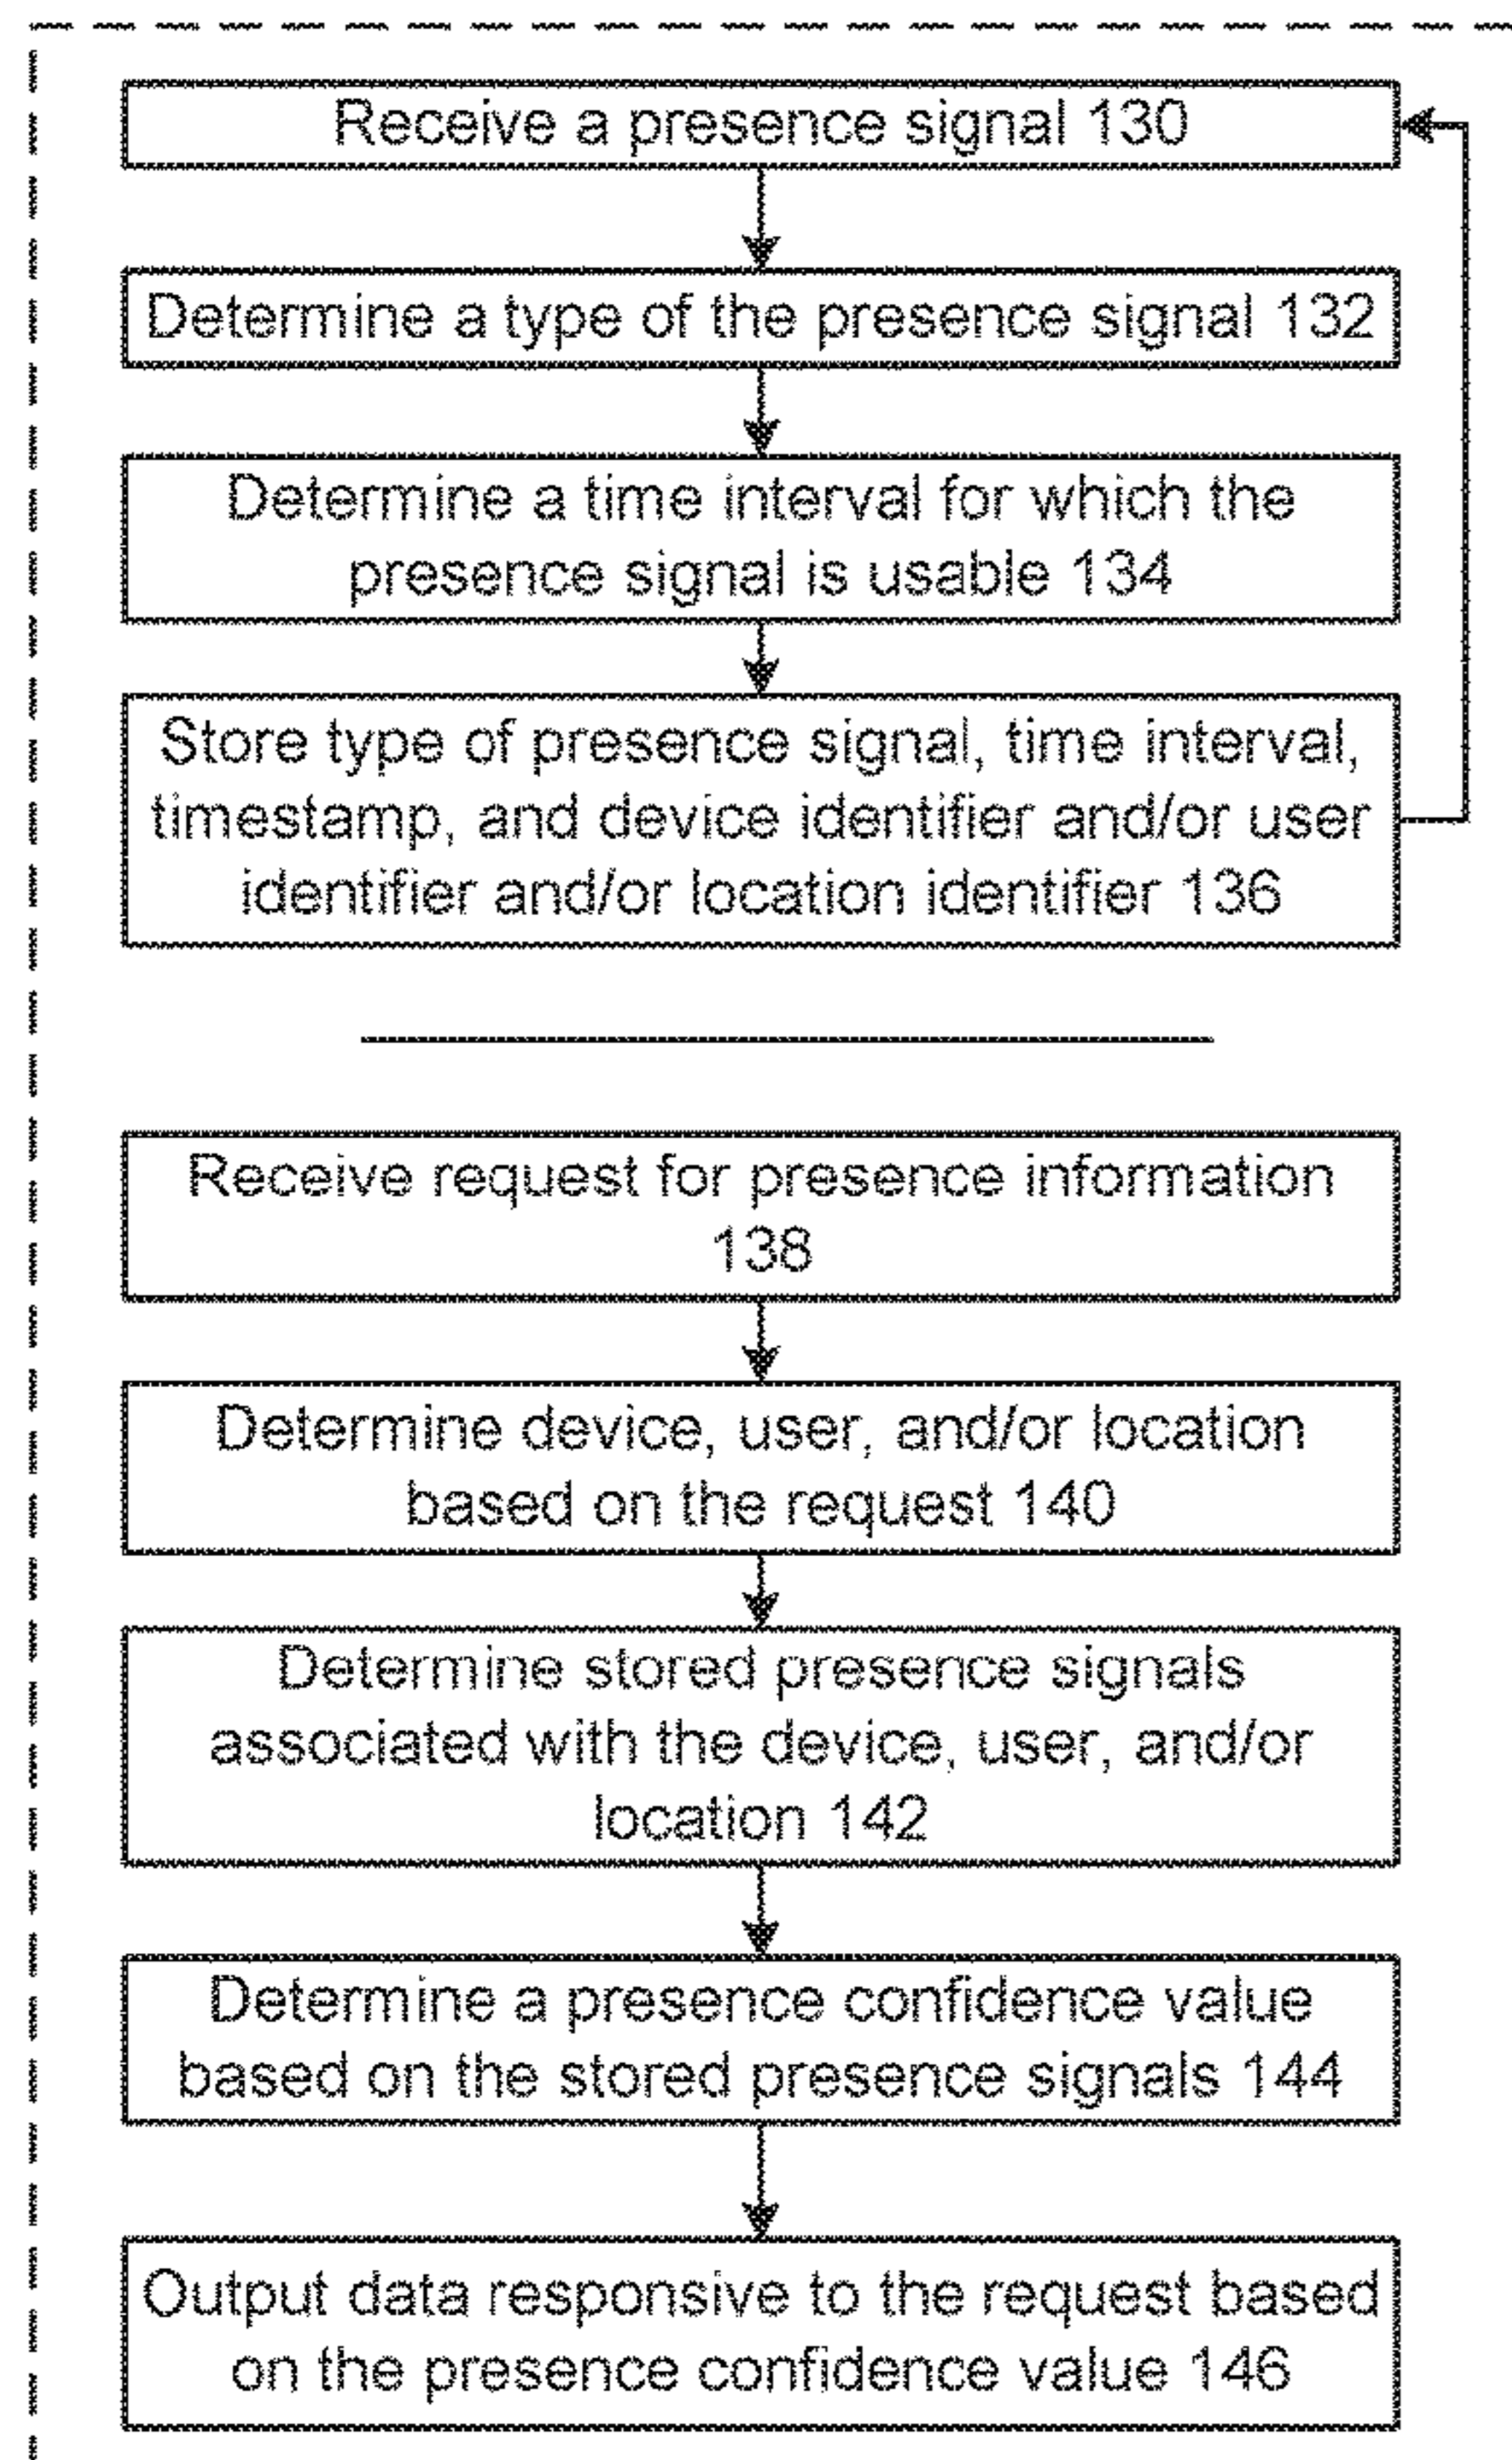 Receive a presence signal 130
Determine a type of the presence signal 132
Determine a time interval for which the
presence signal is usable 134
Store type of presence signal, time interval,
timestamp, and device identifier and/or user
identifier and/or location identifier 136
Receive request for presence information
138
Determine device, user, and/or location
based on the request 140
Determine stored presence signals
associated with the device, user, and/or
location 142
Determine a presence confidence value
based on the stored presence signals 144
Output data responsive to the request based
on the presence confidence value 146